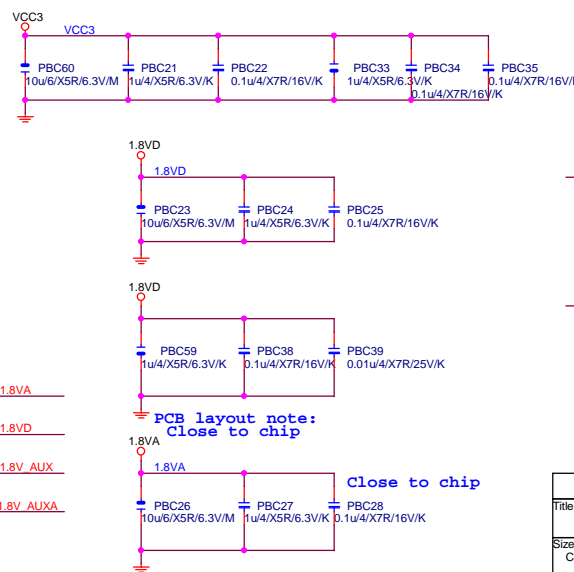 VCC3
VCC3
PBC60
10u/6/X5R/6.3V/M
PBC21
1u/4/X5R/6.3V/K
PBC22
0.1u/4/X7R/16V/K
PBC33
1u/4/X5R/6.3V/K
PBC34
0.1u/4/X7R/16V/K
PBC35
0.1u/4/X7R/16V/
1.8VD
1.8VD
PBC23
10u/6/X5R/6.3V/M
PBC24
1u/4/X5R/6.3V/K
PBC25
0.1u/4/X7R/16V/K
1.8VD
PBC59
1u/4/X5R/6.3V/K
PBC38
0.1u/4/X7R/16V/K
PBC39
0.01u/4/X7R/25V/K
1.8VA
PCB layout note:
Close to chip
1.8VD
1.8VA
1.8V_AUX
1.8VA
Close to chip
1.8V_AUXA
PBC26
10u/6/X5R/6.3V/M
PBC27
1u/4/X5R/6.3V/K
PBC28
0.1u/4/X7R/16V/K
Title
Size
C